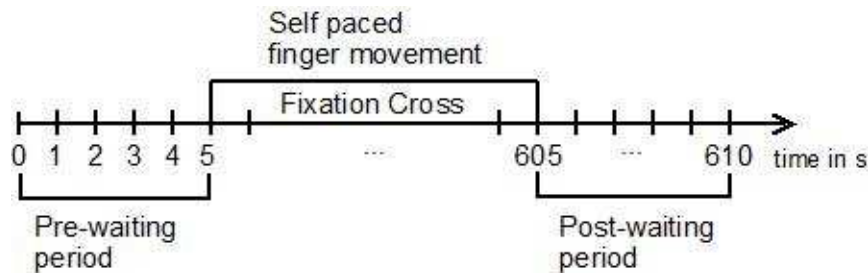 Self paced
finger movement
Fixation Cross
0 1 2 3 4 5 ... 605 ... 610 time in s
Pre-waiting
period
Post-waiting
period